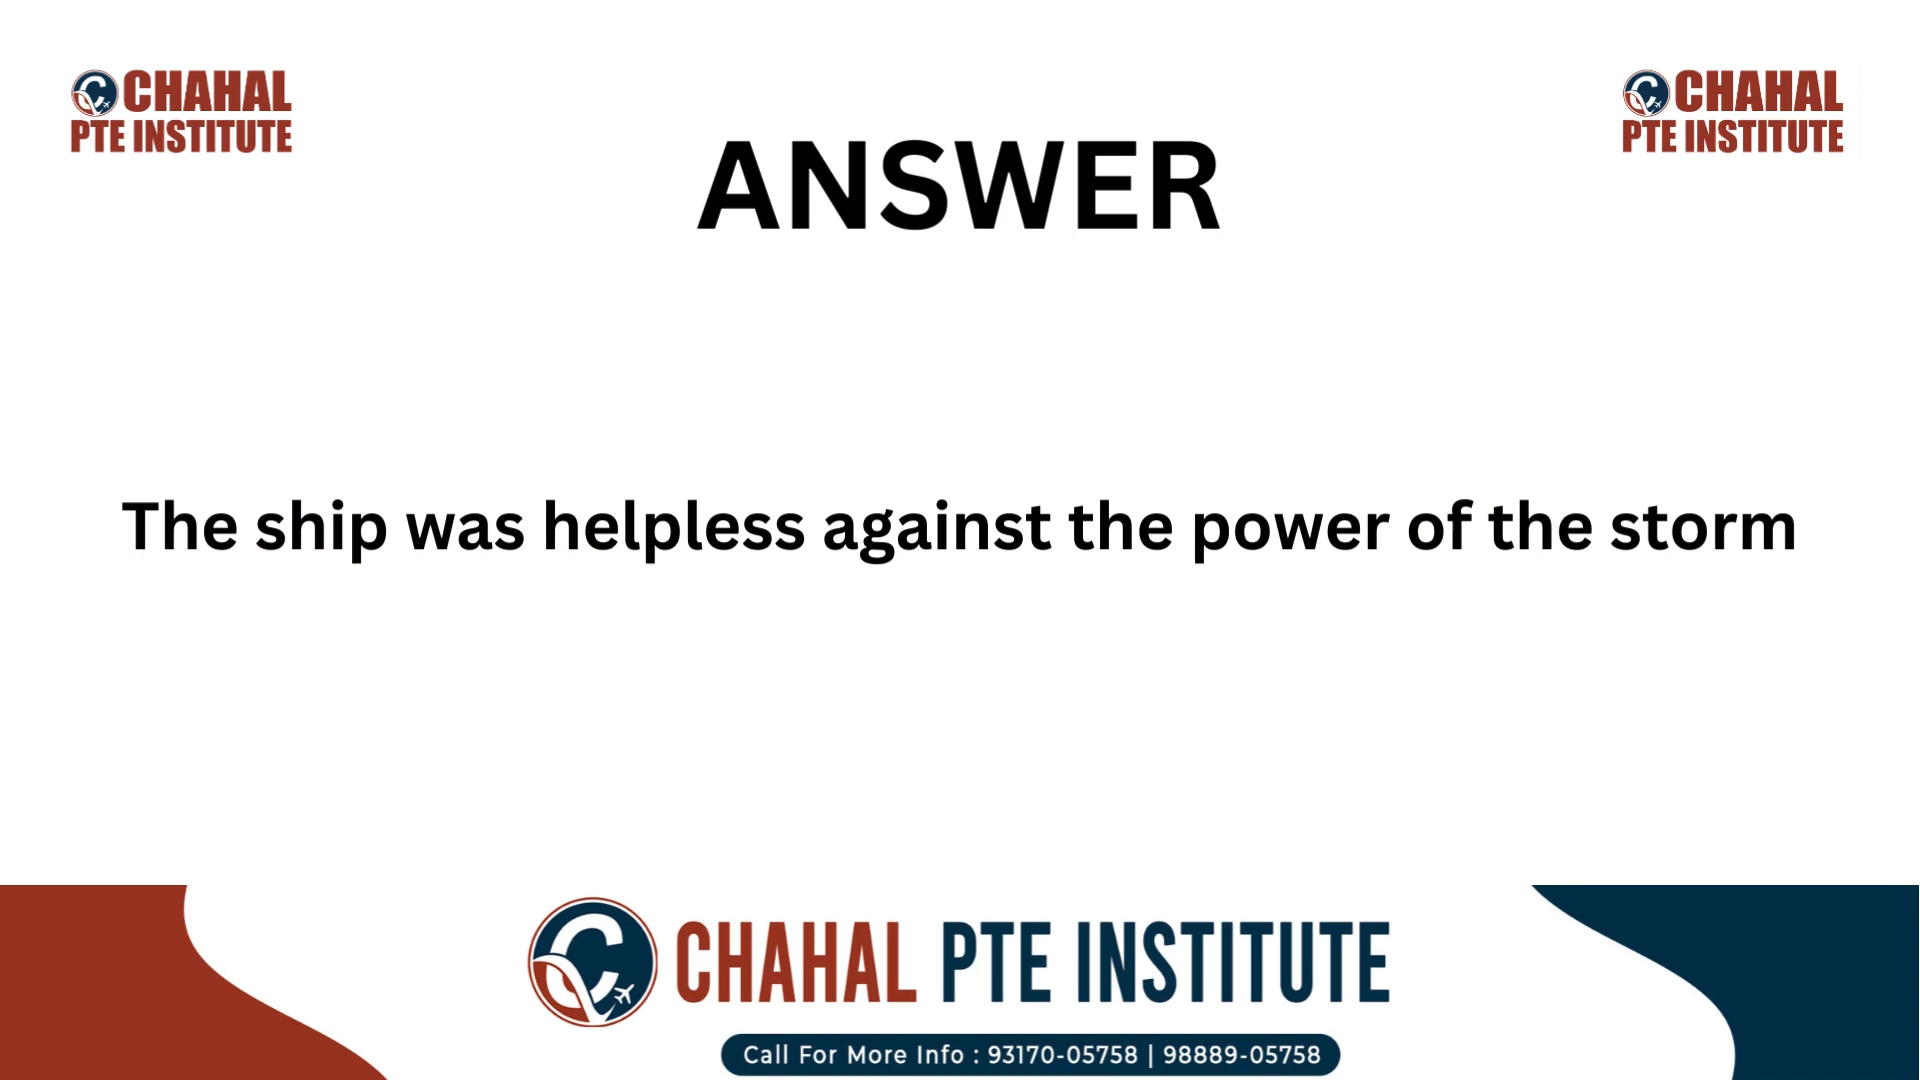 CHAHAL
PTE INSTITUTE
CHAHAL
PTE INSTITUTE
ANSWER
The ship was helpless against the power of the storm
CHAHAL PTE INSTITUTE
Call For More Info : 93170-05758 | 98889-05758